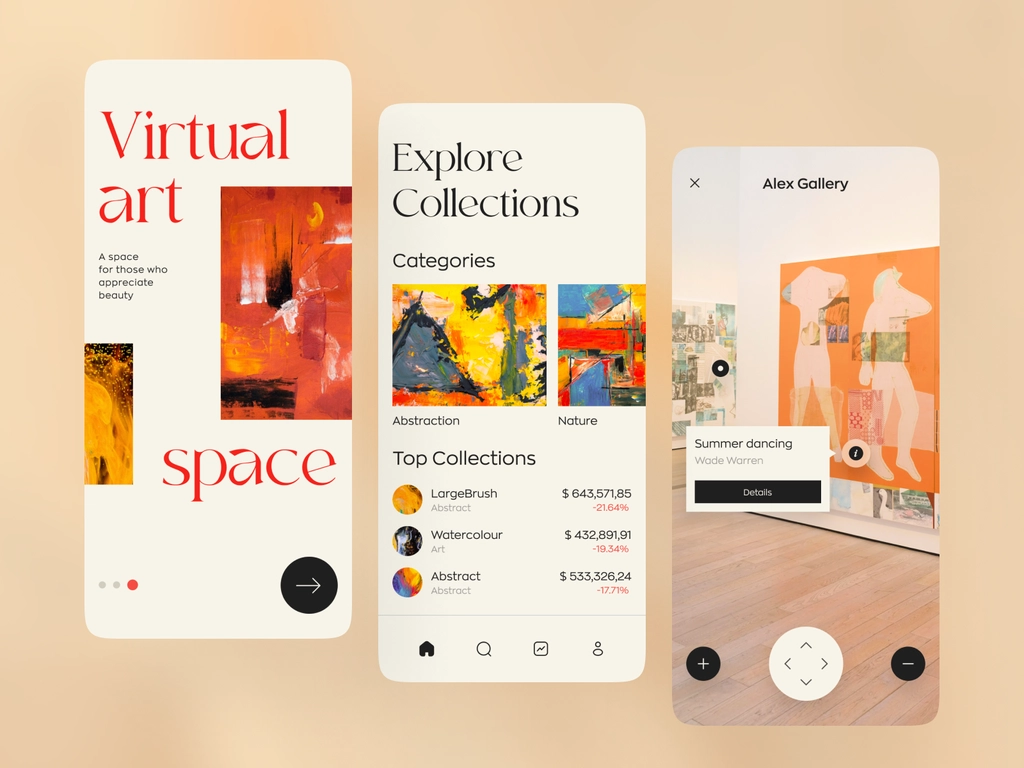 Virtual
art
A space
for those who
appreciate
beauty
space
Explore
Collections
Categories
Abstraction
Nature
Top Collections
LargeBrush
$ 643,571,85
Abstract
-21.64%
Watercolour
$ 432,891,91
Art
-19.34%
Abstract
$ 533,326,24
Abstract
-17.71%
Alex Gallery
Summer dancing
Wade Warren
i
Details